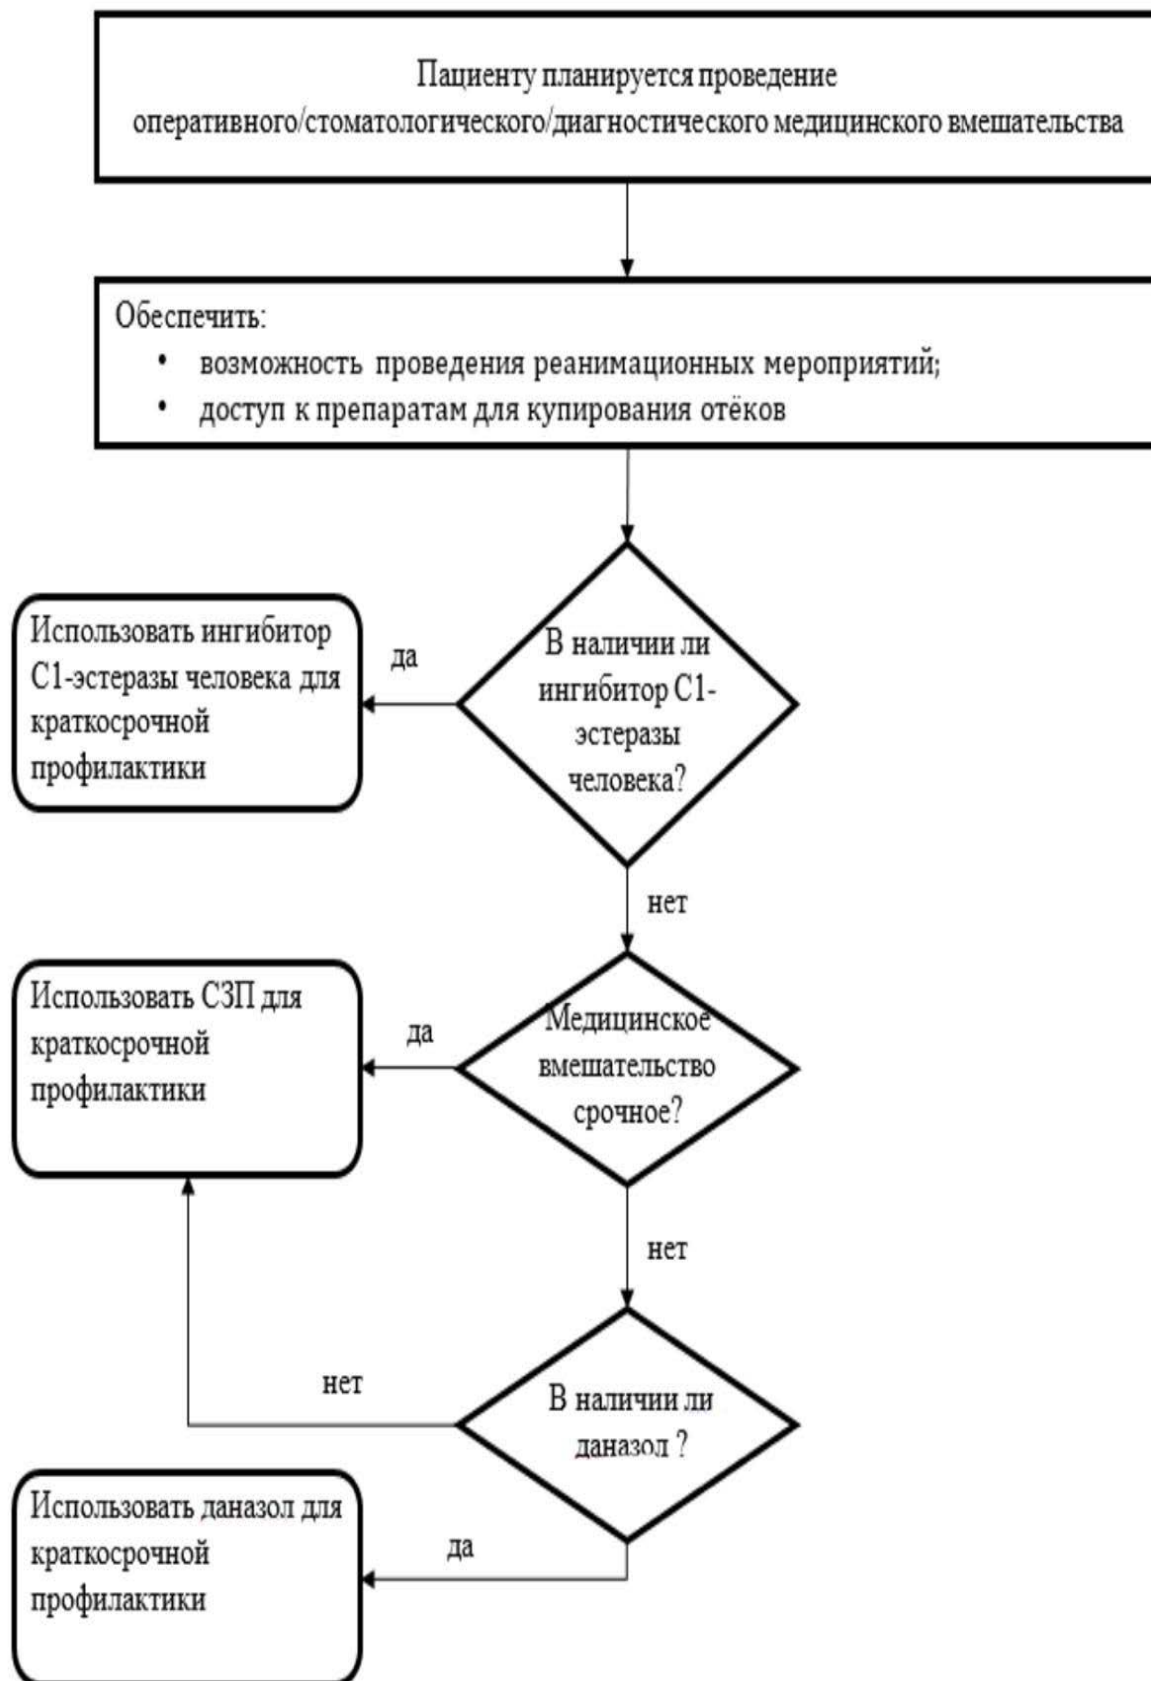 Пациенту планируется проведение
оперативного/стоматологического/диагностического медицинского вмешательства
Обеспечить:
• возможность проведения реанимационных мероприятий;
• доступ к препаратам для купирования отёков
В наличии ли
ингибитор С1-
эстеразы
человека?
да
Использовать ингибитор
С1-эстеразы человека для
краткосрочной
профилактики
нет
Медицинское
вмешательство
срочное?
да
Использовать СЗП для
краткосрочной
профилактики
нет
В наличии ли
даназол ?
нет
да
Использовать даназол для
краткосрочной
профилактики